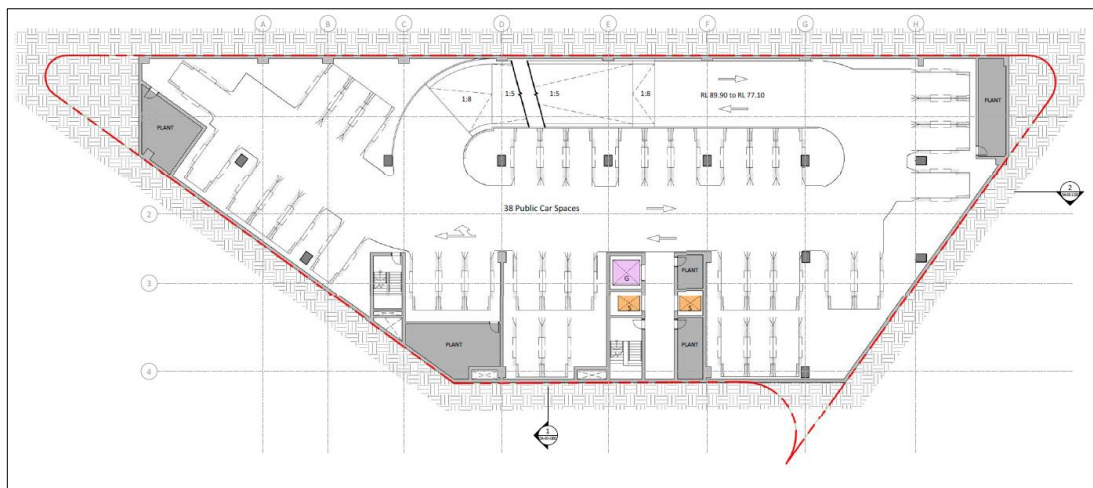 A B C D E F G H
1:8 1:5 1:5 1:8
RL 89.90 to RL 77.10
PLANT
PLANT
2
2
38 Public Car Spaces
G
PLANT
3
S
S
PLANT
PLANT
4
1